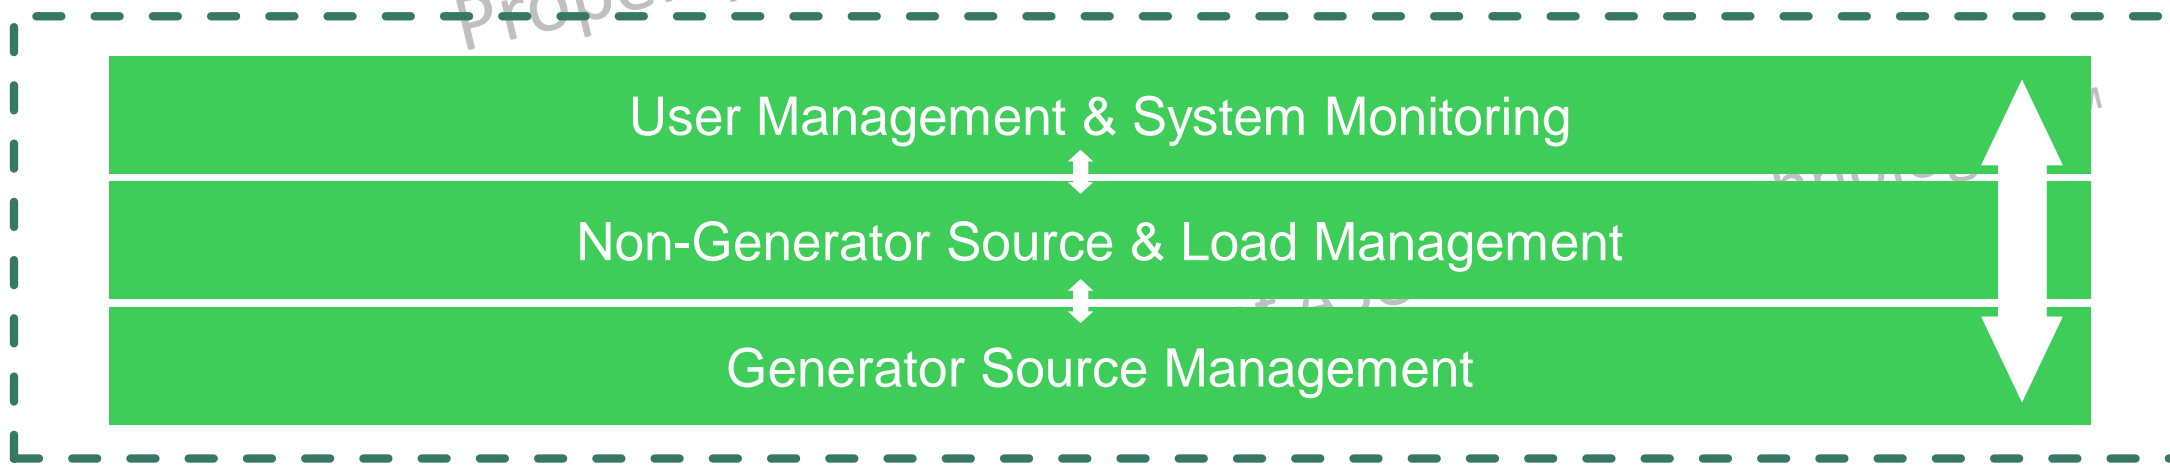 User Management & System Monitoring
Non-Generator Source & Load Management
Generator Source Management